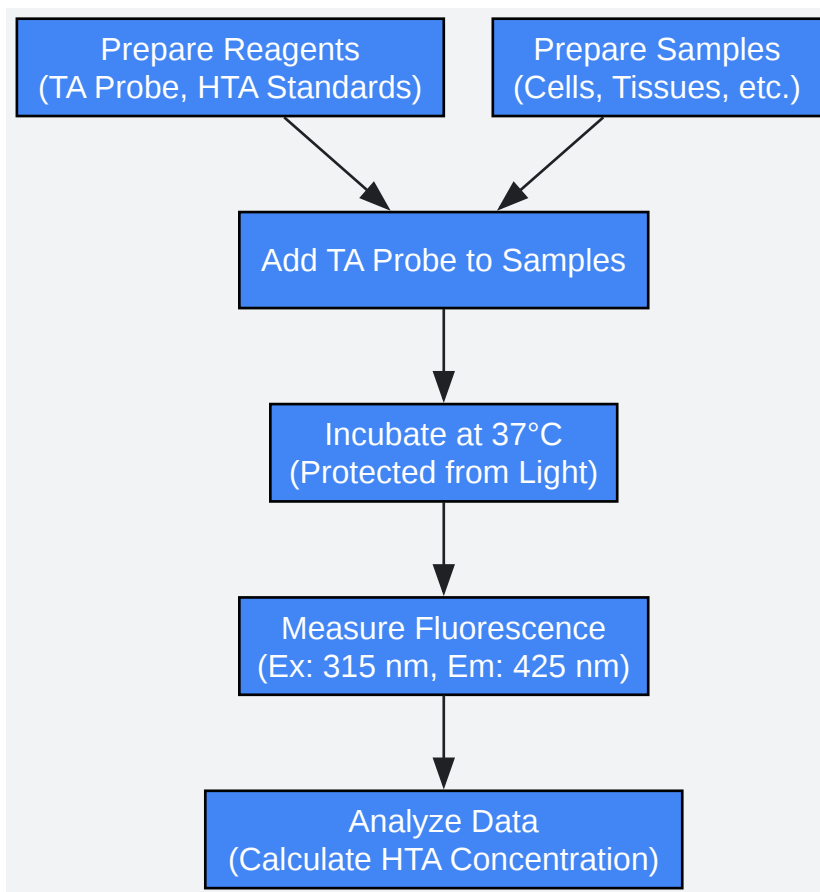 Prepare Reagents
(TA Probe, HTA Standards)
Prepare Samples
(Cells, Tissues, etc.)
Add TA Probe to Samples
Incubate at 37°C
(Protected from Light)
Measure Fluorescence
(Ex: 315 nm, Em: 425 nm)
Analyze Data
(Calculate HTA Concentration)